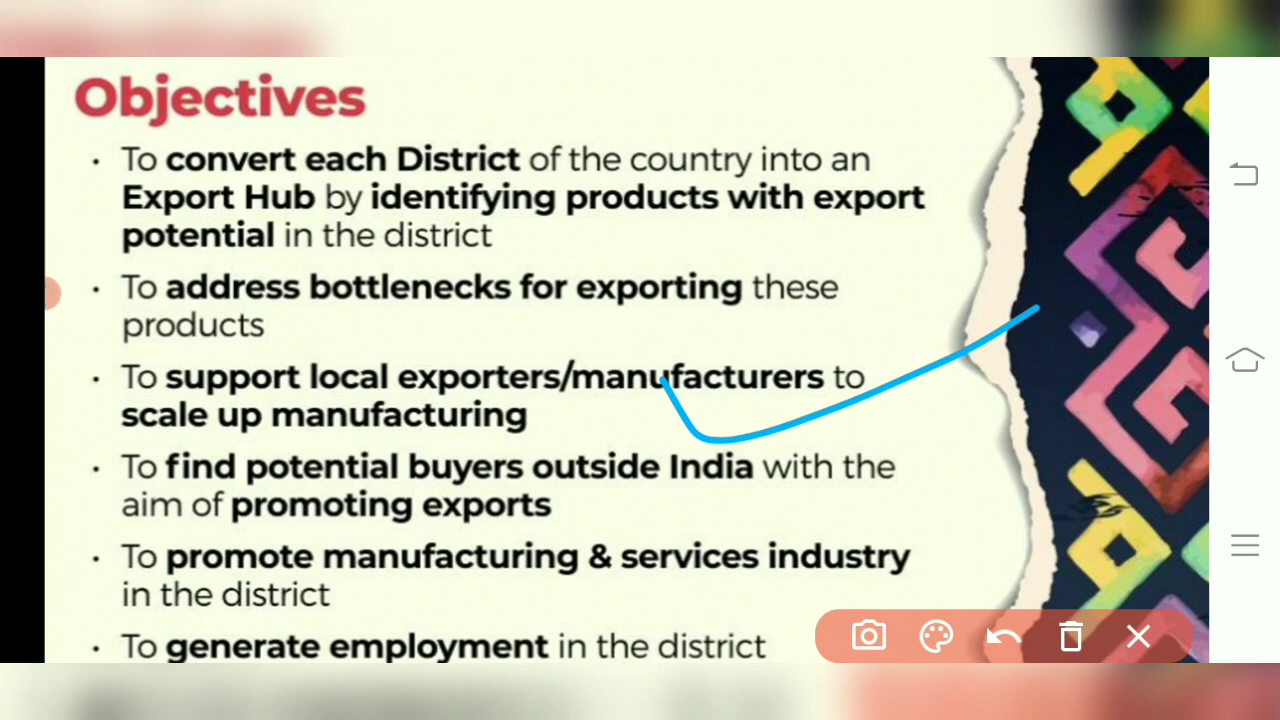 Objectives
• To convert each District of the country into an
Export Hub by identifying products with export
potential in the district
• To address bottlenecks for exporting these
products
• To support local exporters/manufacturers to
scale up manufacturing
• To find potential buyers outside India with the
aim of promoting exports
• To promote manufacturing & services industry
in the district
• To generate employment in the district